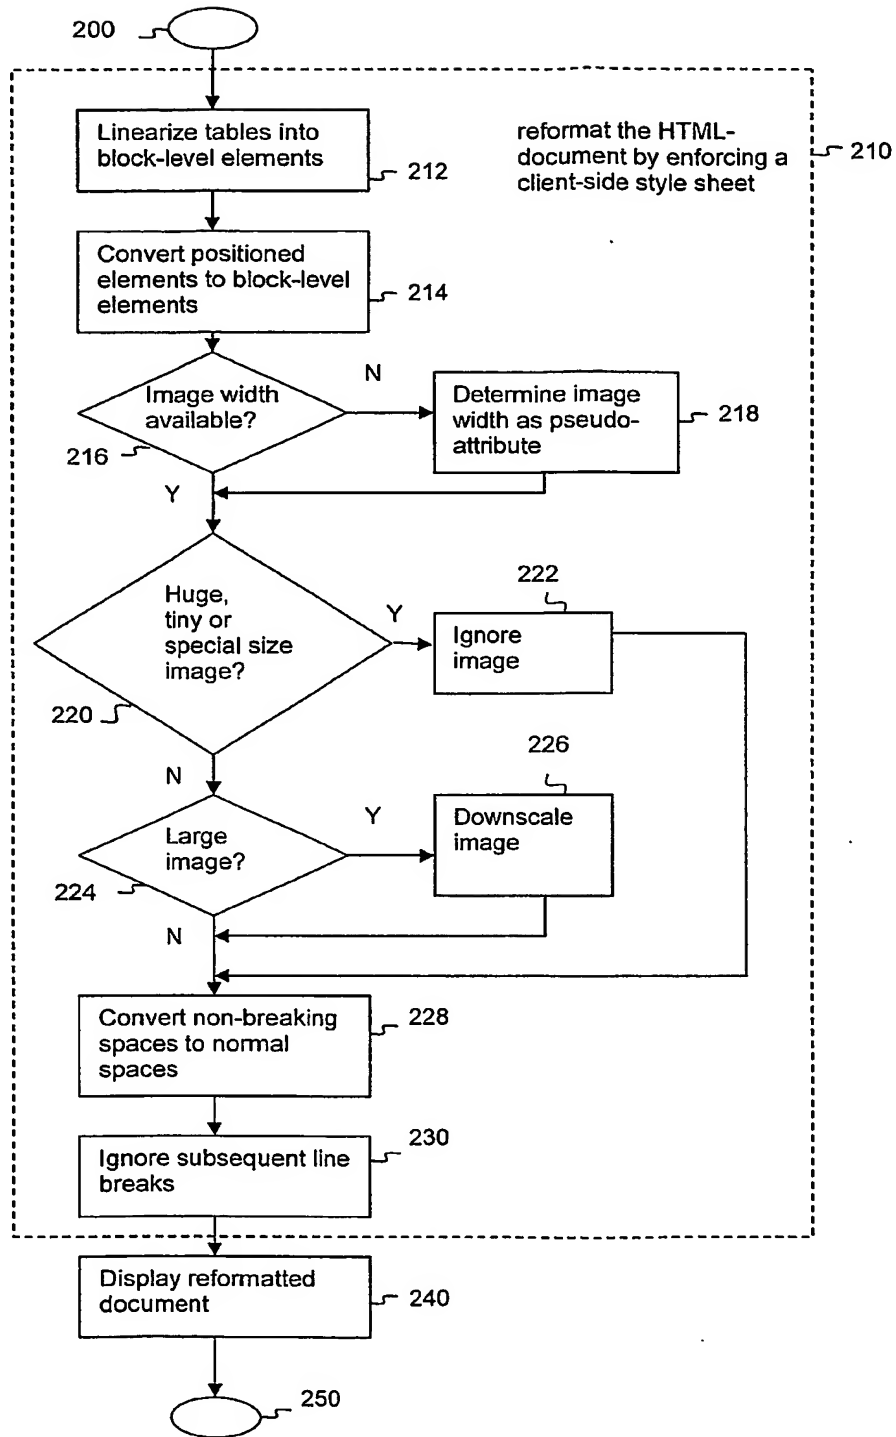 200
Linearize tables into
block-level elements
212
reformat the HTML-
document by enforcing a
client-side style sheet
210
Convert positioned
elements to block-level
elements
214
Image width
available?
216
N
Determine image
width as pseudo-
attribute
218
Y
Huge,
tiny or
special size
image?
220
Y
222
Ignore
image
N
Large
image?
224
Y
226
Downscale
image
N
Convert non-breaking
spaces to normal
spaces
228
Ignore subsequent line
breaks
230
Display reformatted
document
240
250